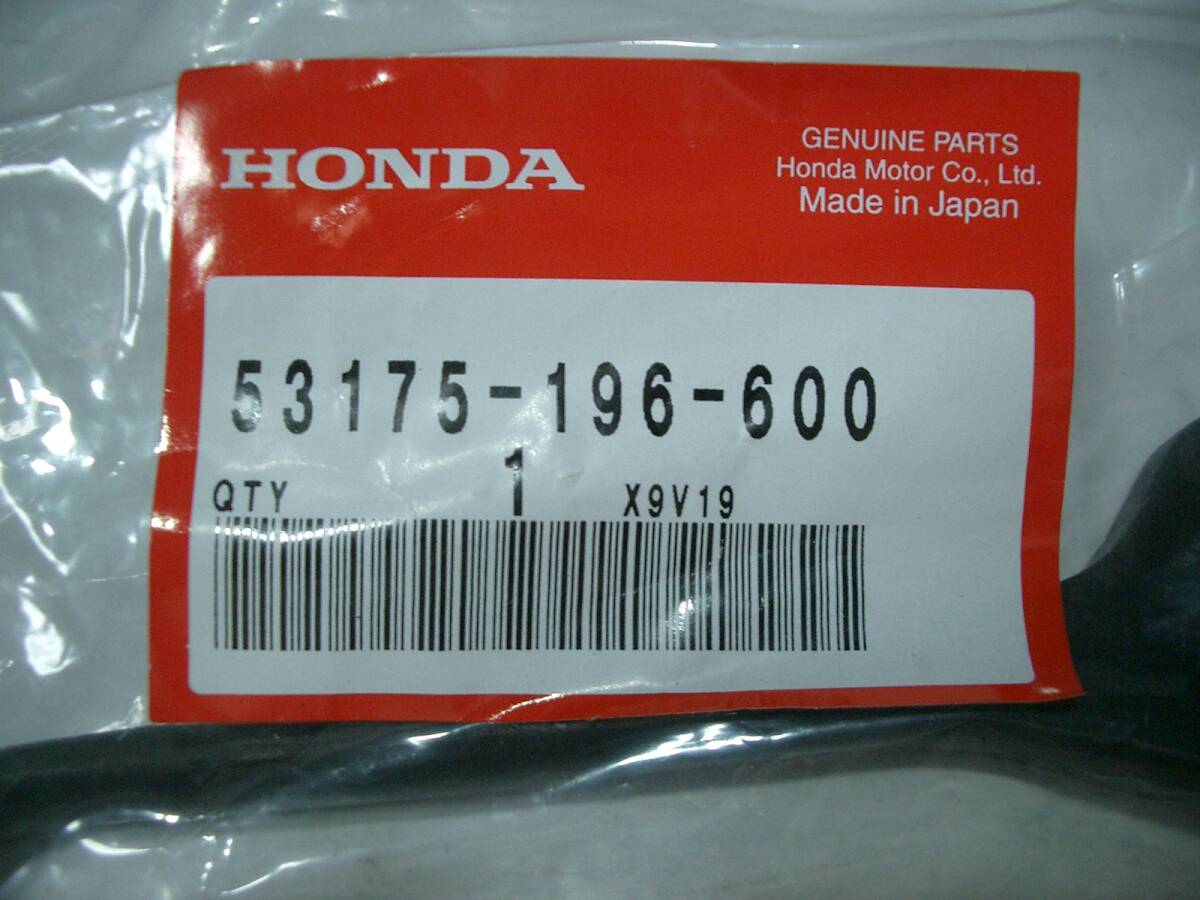 HONDA
GENUINE PARTS
Honda Motor Co., Ltd.
Made in Japan
53175-196-600
QTY 1 X9V19